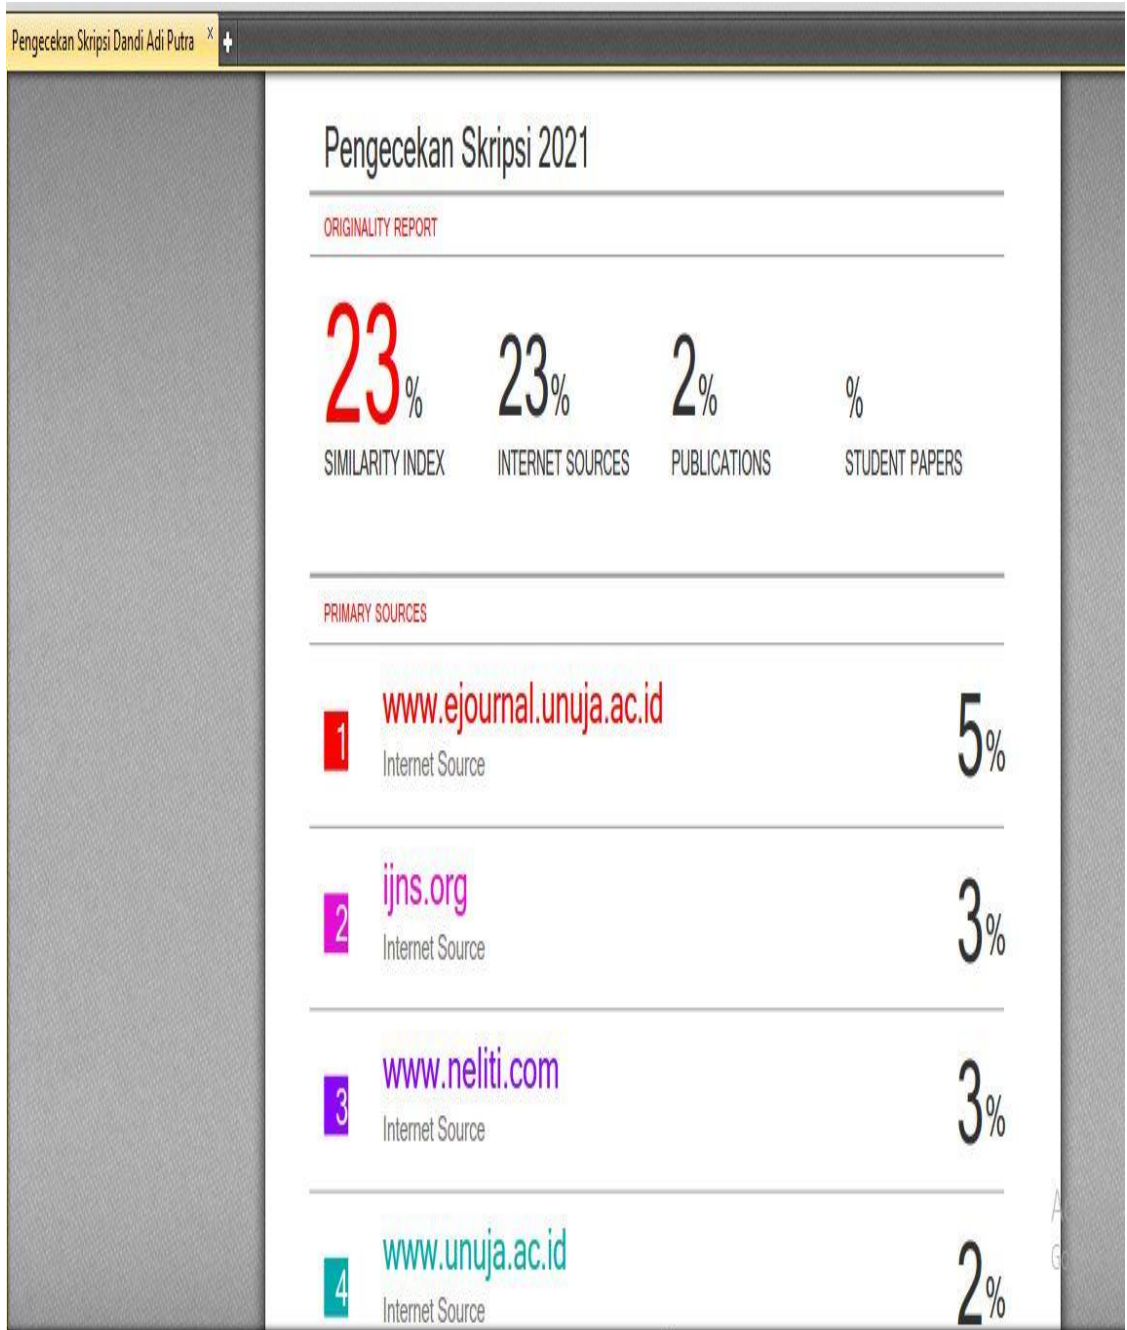 Pengecekan Skripsi Dandi Adi Putra x +
Pengecekan Skripsi 2021
ORIGINALITY REPORT
23% 23% 2% %
SIMILARITY INDEX INTERNET SOURCES PUBLICATIONS STUDENT PAPERS
PRIMARY SOURCES
1 www.ejournal.unuja.ac.id 5%
Internet Source
2 ijns.org 3%
Internet Source
3 www.neliti.com 3%
Internet Source
4 www.unuja.ac.id 2%
Internet Source